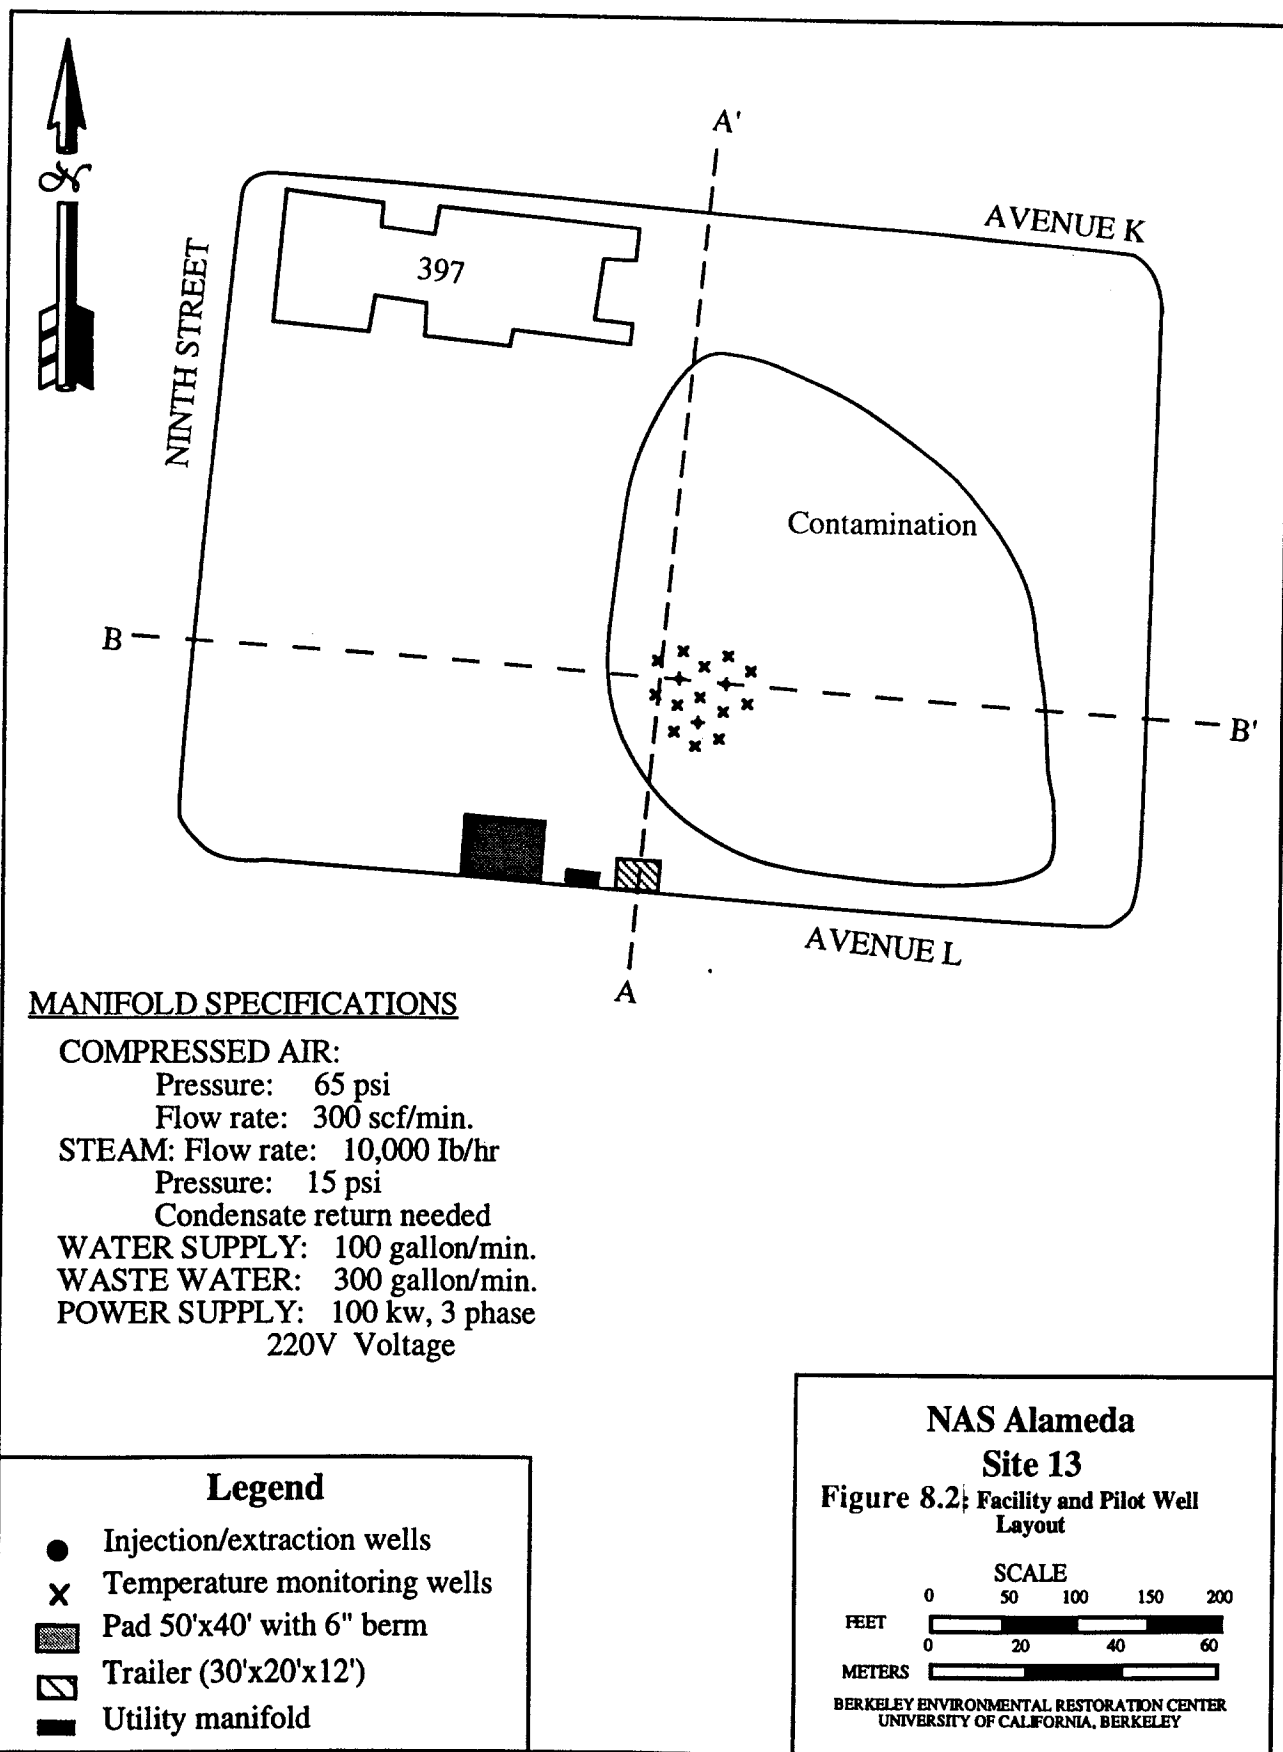 A'
AVENUE K
397
NINTH STREET
Contamination
B
B'
AVENUE L
A
MANIFOLD SPECIFICATIONS
COMPRESSED AIR:
Pressure: 65 psi
Flow rate: 300 scf/min.
STEAM: Flow rate: 10,000 Ib/hr
Pressure: 15 psi
Condensate return needed
WATER SUPPLY: 100 gallon/min.
WASTE WATER: 300 gallon/min.
POWER SUPPLY: 100 kw, 3 phase
220V Voltage
Legend
Injection/extraction wells
Temperature monitoring wells
Pad 50'x40' with 6" berm
Trailer (30'x20'x12')
Utility manifold
NAS Alameda
Site 13
Figure 8.2: Facility and Pilot Well
Layout
SCALE
0 50 100 150 200
FEET
0 20 40 60
METERS
BERKELEY ENVIRONMENTAL RESTORATION CENTER
UNIVERSITY OF CALIFORNIA, BERKELEY